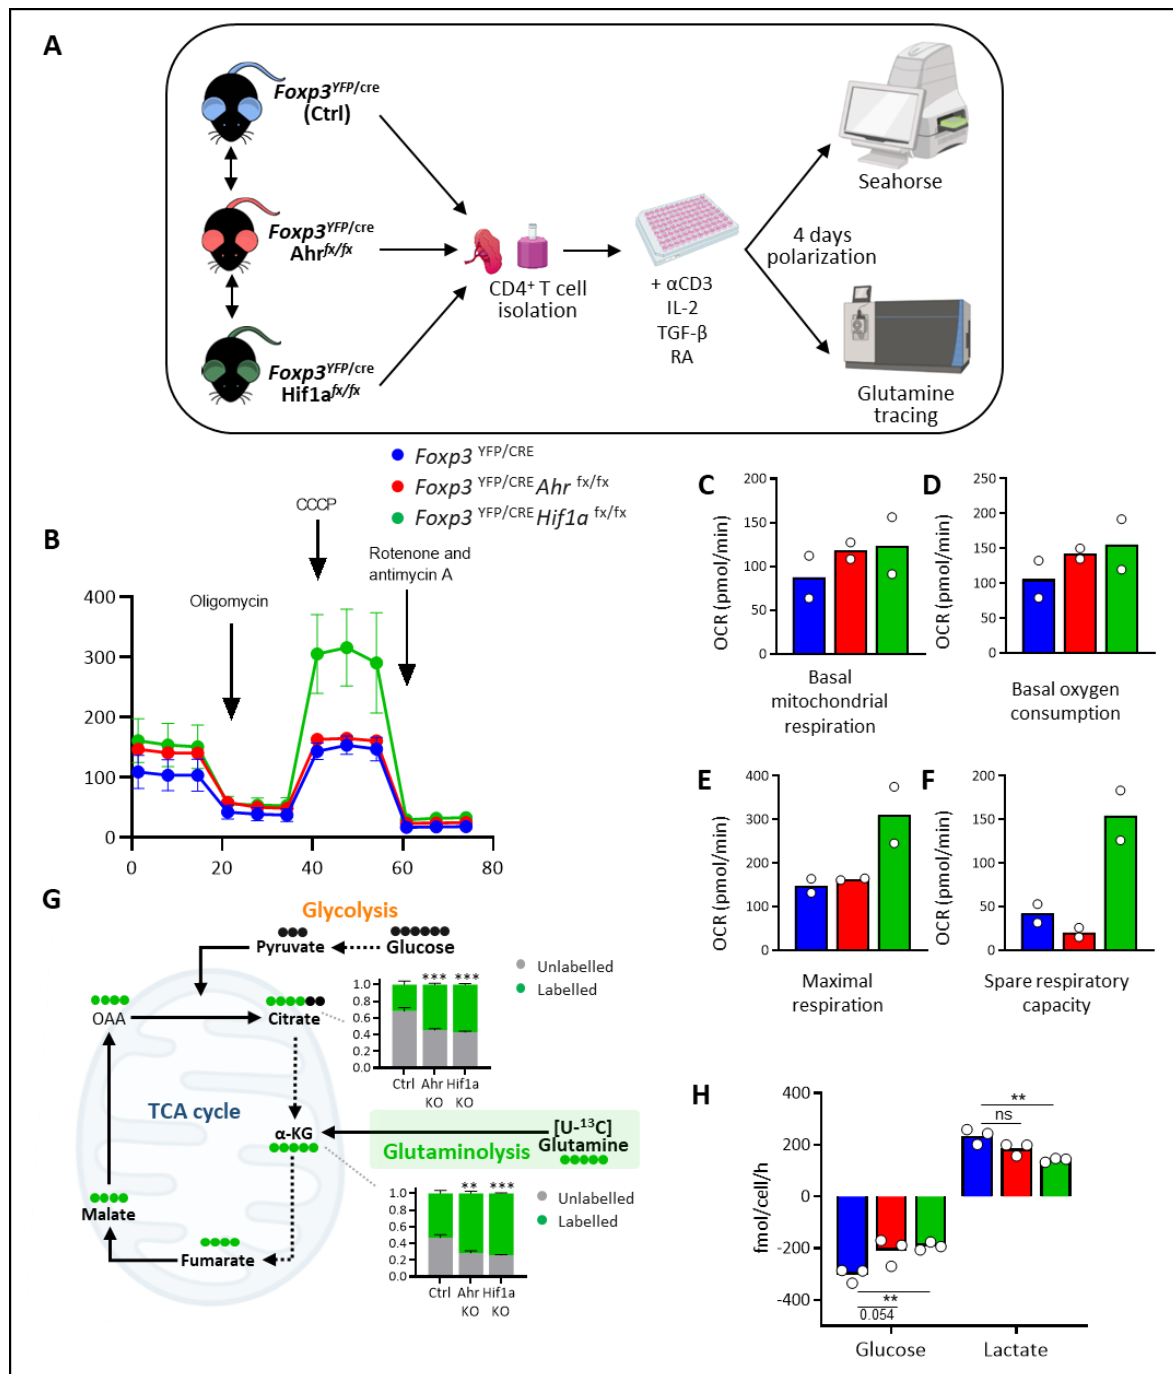 A
Foxp3YFP/cre
(Ctrl)
Foxp3YFP/cre
Ahrfx/fx
Foxp3YFP/cre
Hif1afx/fx
CD4+ T cell
isolation
+ αCD3
IL-2
TGF-β
RA
4 days
polarization
Seahorse
Glutamine
tracing
Foxp3 YFP/CRE
Foxp3 YFP/CRE Ahr fx/fx
Foxp3 YFP/CRE Hif1a fx/fx
B
Oligomycin
CCCP
Rotenone and
antimycin A
400
300
200
100
0
0 20 40 60 80
C
OCR (pmol/min)
200
150
100
50
0
Basal
mitochondrial
respiration
D
OCR (pmol/min)
250
200
150
100
50
0
Basal oxygen
consumption
E
OCR (pmol/min)
400
300
200
100
0
Maximal
respiration
F
OCR (pmol/min)
200
150
100
50
0
Spare respiratory
capacity
G
Glycolysis
Pyruvate
Glucose
OAA
Citrate
TCA cycle
α-KG
Malate
Fumarate
[U-13C]
Glutamine
Glutaminolysis
Unlabelled
Labelled
*** ***
1.0
0.8
0.6
0.4
0.2
0.0
Ctrl Ahr Hif1a
KO KO
Unlabelled
Labelled
** ***
1.0
0.8
0.6
0.4
0.2
0.0
Ctrl Ahr Hif1a
KO KO
H
fmol/cell/h
400
200
0
-200
-400
**
ns
**
0.054
Glucose Lactate